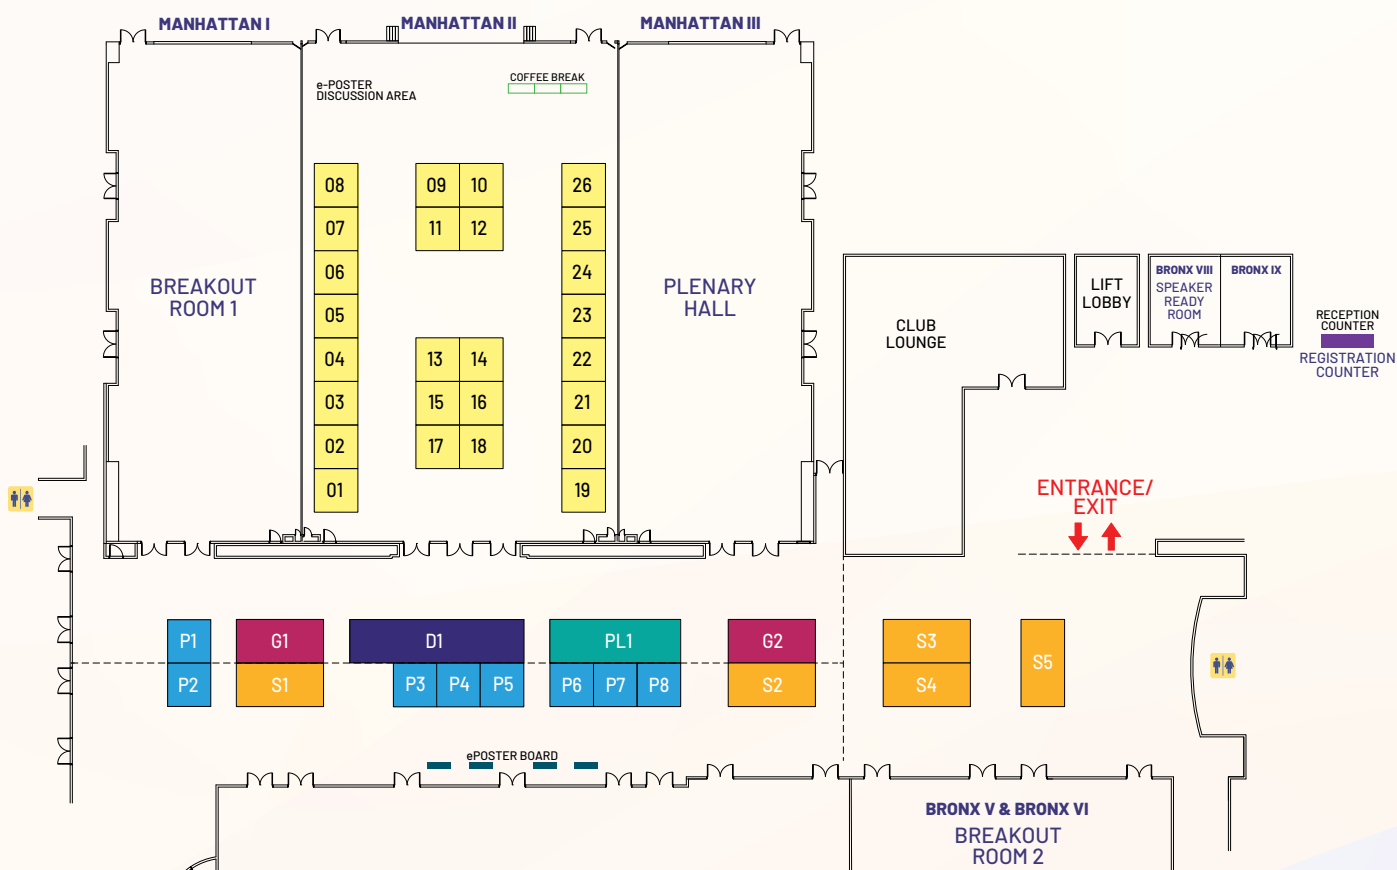 MANHATTAN I
MANHATTAN II
MANHATTAN III
e-POSTER
DISCUSSION AREA
COFFEE BREAK
08
09
10
26
07
11
12
25
06
24
05
23
04
13
14
22
03
15
16
21
02
17
18
20
01
19
BREAKOUT
ROOM 1
PLENARY
HALL
CLUB
LOUNGE
LIFT
LOBBY
BRONX VIII
SPEAKER
READY
ROOM
BRONX IX
RECEPTION
COUNTER
REGISTRATION
COUNTER
ENTRANCE/
EXIT
P1
G1
D1
PL1
G2
S3
S5
P2
S1
P3
P4
P5
P6
P7
P8
S2
S4
ePOSTER BOARD
BRONX V & BRONX VI
BREAKOUT
ROOM 2